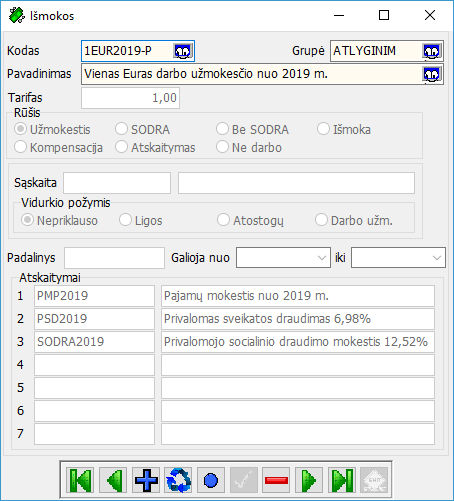 Išmokos
Kodas 1EUR2019-P Grupė ATLYGINIM
Pavadinimas Vienas Euras darbo užmokesčio nuo 2019 m.
Tarifas 1,00
Rūšis
Užmokestis SODRA Be SODRA Išmoka
Kompensacija Atskaitymas Ne darbo
Sąskaita
Vidurkio požymis
Nepriklauso Ligos Atostogų Darbo užm.
Padalinys Galioja nuo iki
Atskaitymai
1 PMP2019 Pajamų mokestis nuo 2019 m.
2 PSD2019 Privalomas sveikatos draudimas 6,98%
3 SODRA2019 Privalomojo socialinio draudimo mokestis 12,52%
4
5
6
7